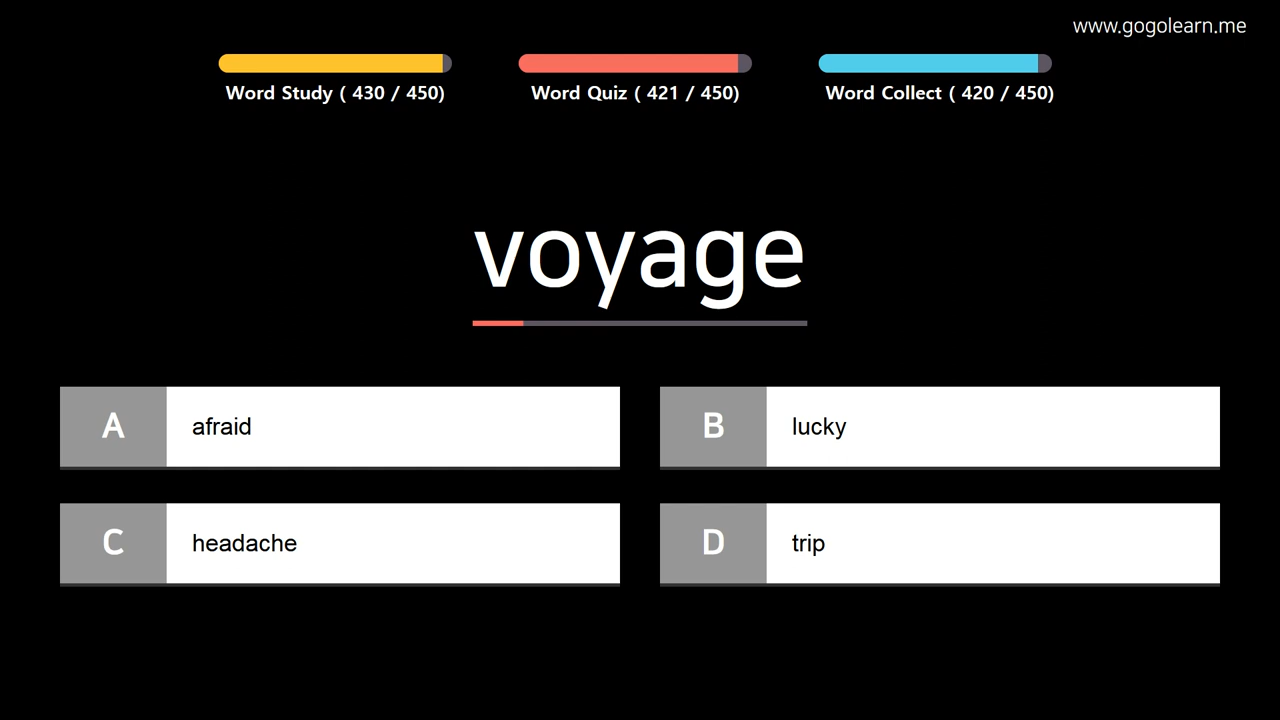 www.gogolearn.me
Word Study ( 430 / 450)
Word Quiz ( 421 / 450)
Word Collect ( 420 / 450)
voyage
A afraid
B lucky
C headache
D trip